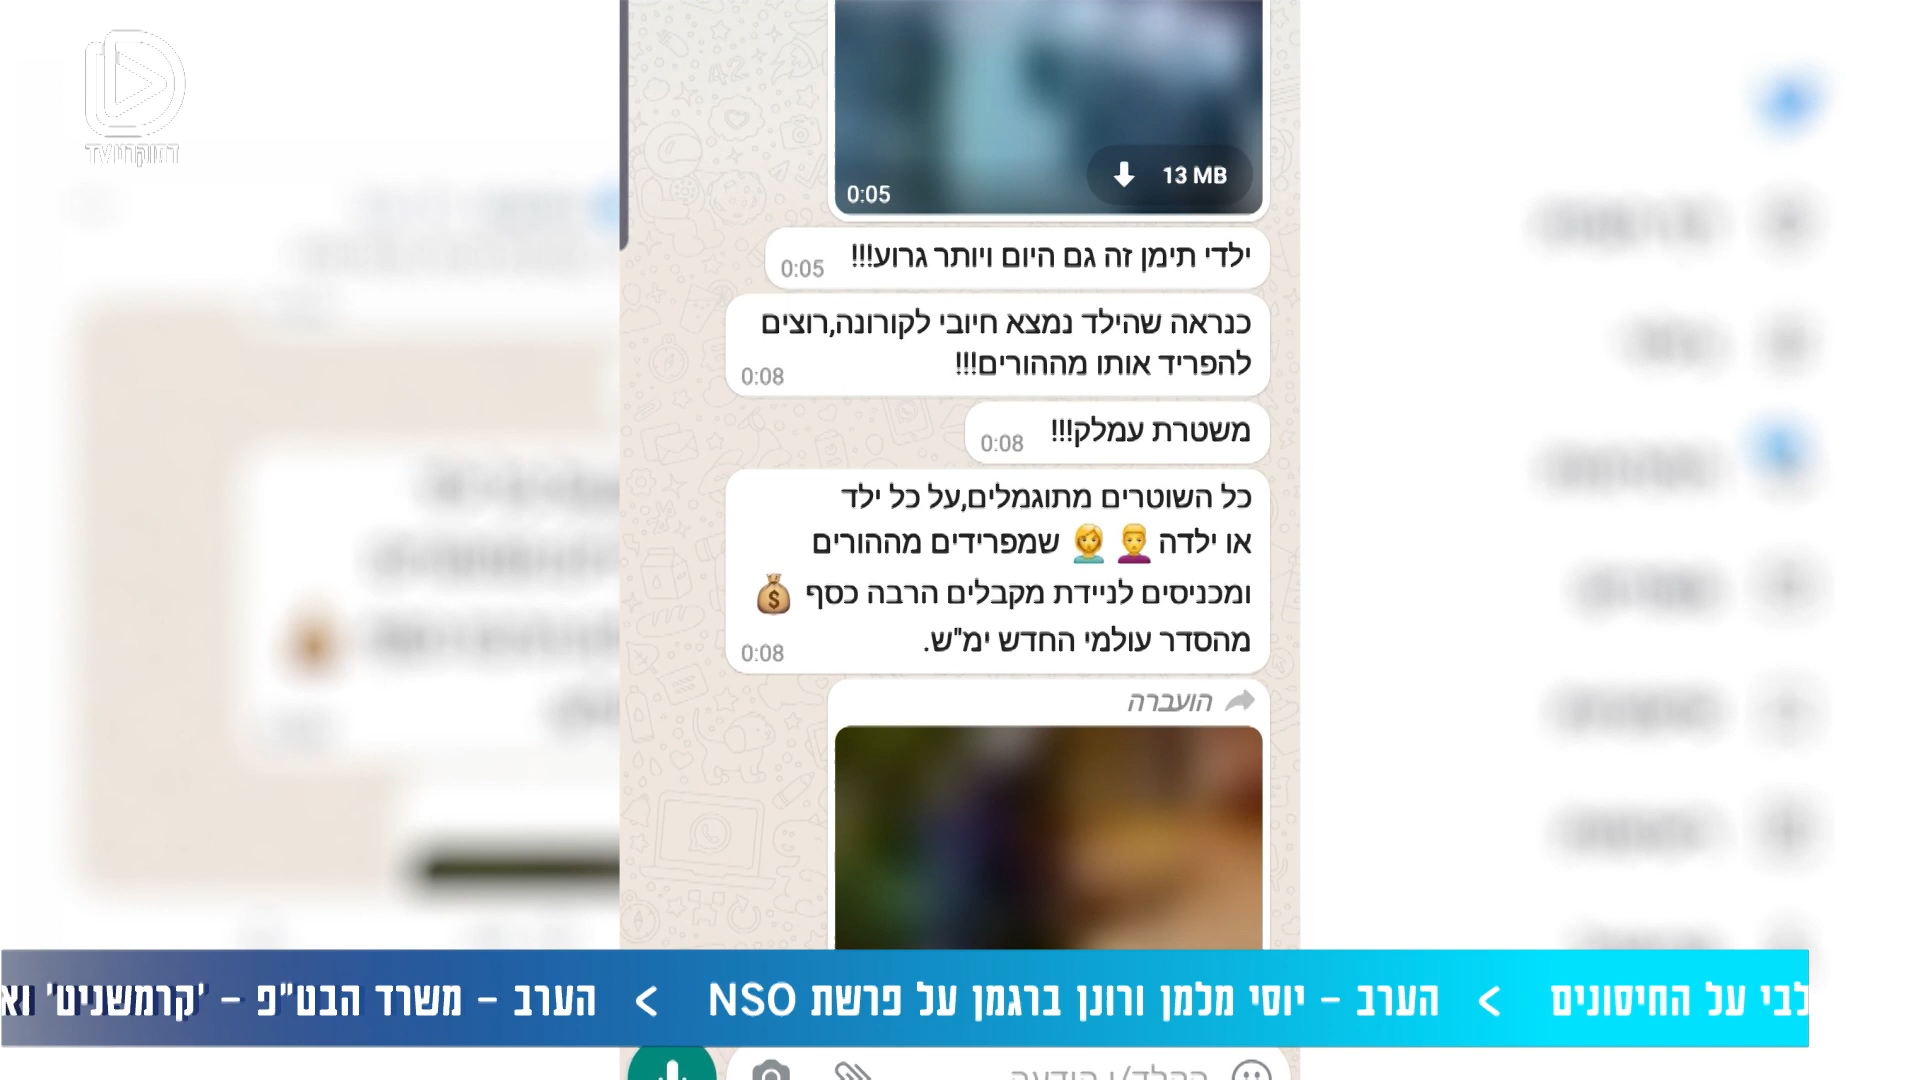 דמוקרTV
13 MB
0:05
ילדי תימן זה גם היום ויותר גרוע!!!
0:05
כנראה שהילד נמצא חיובי לקורונה,רוצים
להפריד אותו מההורים!!!
0:08
משטרת עמלק!!!
0:08
כל השוטרים מתוגמלים,על כל ילד
או ילדה 🙎‍♂️👩 שמפרידים מההורים
ומכניסים לניידת מקבלים הרבה כסף 💰
מהסדר עולמי החדש ימ"ש.
0:08
הועברה
לבי על החיסונים > הערב – יוסי מלמן ורונן ברגמן על פרשת NSO > הערב – משרד הבט"פ – 'קרמשניט' וא